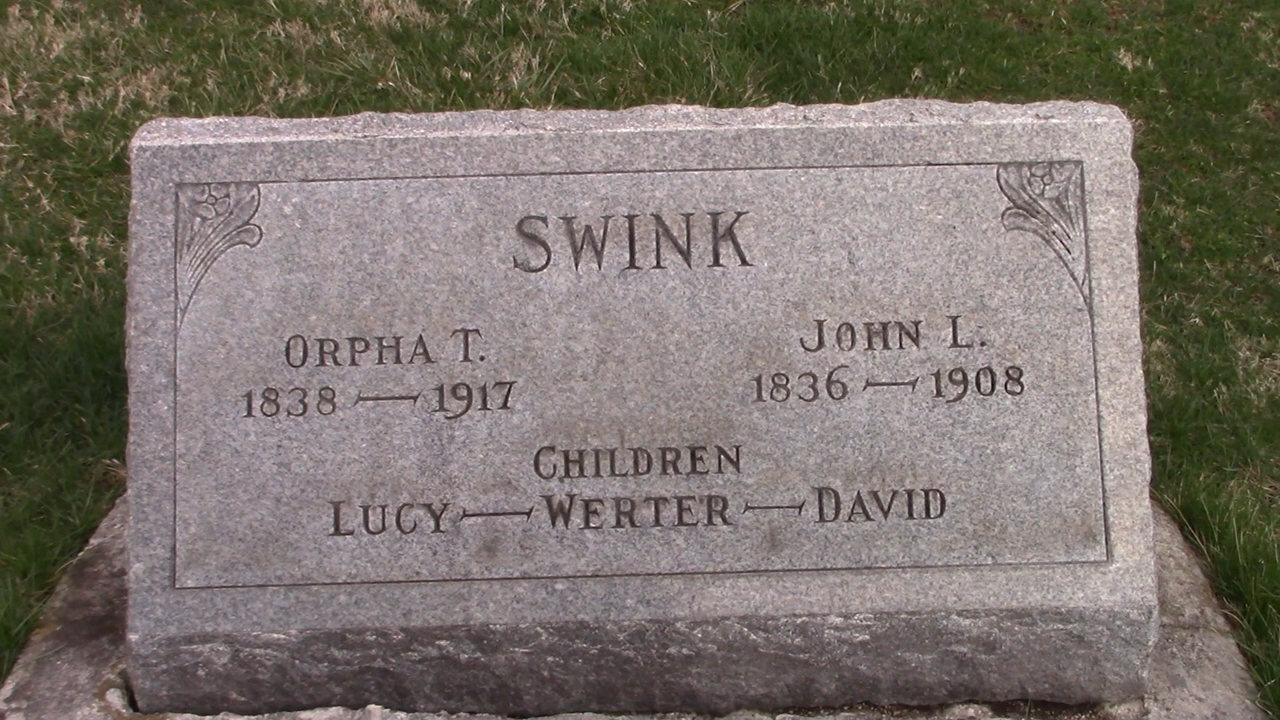 SWINK
ORPHA T. JOHN L.
1838 — 1917 1836 — 1908
CHILDREN
LUCY — WERTER — DAVID